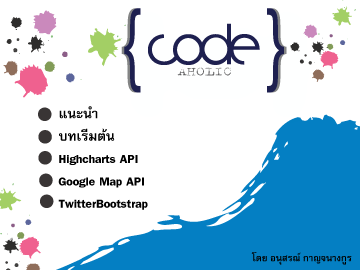 { code }
AHOLIC
แนะนำ
บทเริ่มต้น
Highcharts API
Google Map API
TwitterBootstrap
โดย อนุสรณ์ กาญจนางกูร